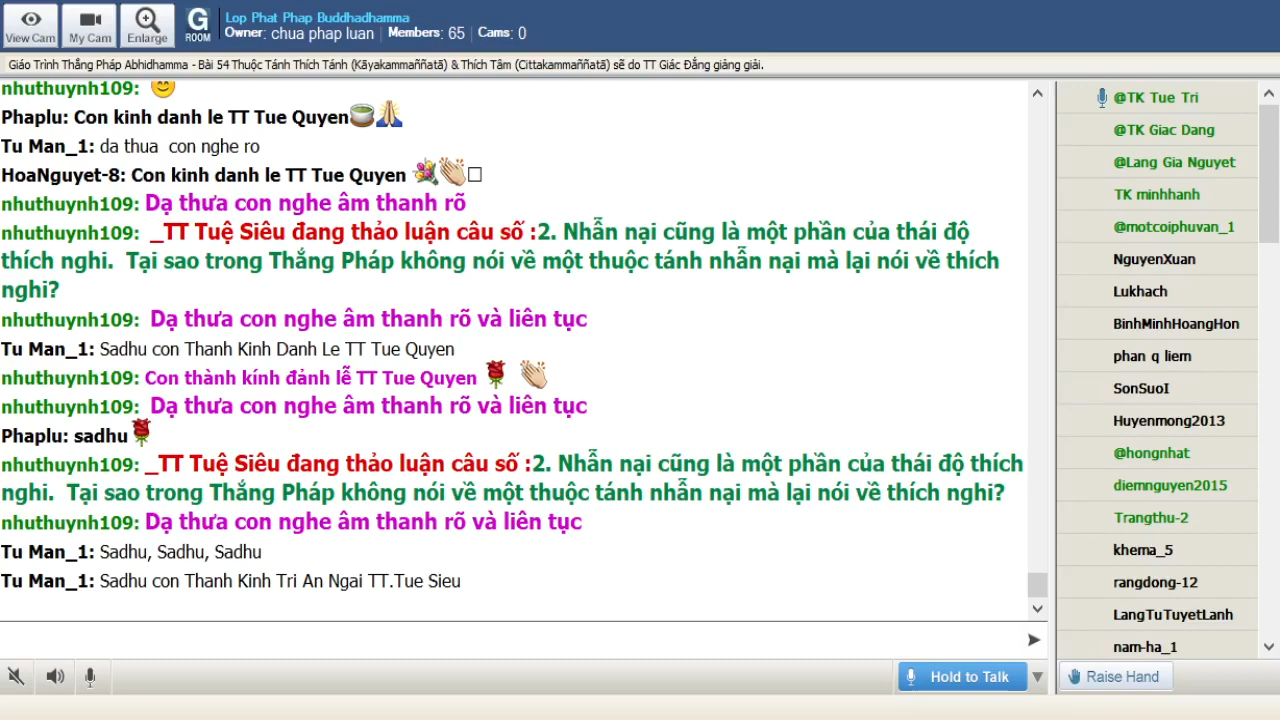 View Cam
My Cam
Enlarge
G
ROOM
Lop Phat Phap Buddhadhamma
Owner: chua phap luan | Members: 65 | Cams: 0
Giáo Trình Thắng Pháp Abhidhamma - Bài 54 Thuộc Tánh Thích Tánh (Kāyakammaññatā) & Thích Tâm (Cittakammaññatā) sẽ do TT Giác Đẳng giảng giải.
nhuthuynh109:
Phaplu: Con kinh danh le TT Tue Quyen
Tu Man_1: da thua con nghe ro
HoaNguyet-8: Con kinh danh le TT Tue Quyen
nhuthuynh109: Dạ thưa con nghe âm thanh rõ
nhuthuynh109: _TT Tuệ Siêu đang thảo luận câu số :2. Nhẫn nại cũng là một phần của thái độ
thích nghi. Tại sao trong Thắng Pháp không nói về một thuộc tánh nhẫn nại mà lại nói về thích
nghi?
nhuthuynh109: Dạ thưa con nghe âm thanh rõ và liên tục
Tu Man_1: Sadhu con Thanh Kinh Danh Le TT Tue Quyen
nhuthuynh109: Con thành kính đảnh lễ TT Tue Quyen
nhuthuynh109: Dạ thưa con nghe âm thanh rõ và liên tục
Phaplu: sadhu
nhuthuynh109: _TT Tuệ Siêu đang thảo luận câu số :2. Nhẫn nại cũng là một phần của thái độ thích
nghi. Tại sao trong Thắng Pháp không nói về một thuộc tánh nhẫn nại mà lại nói về thích nghi?
nhuthuynh109: Dạ thưa con nghe âm thanh rõ và liên tục
Tu Man_1: Sadhu, Sadhu, Sadhu
Tu Man_1: Sadhu con Thanh Kinh Tri An Ngai TT.Tue Sieu
@TK Tue Tri
@TK Giac Dang
@Lang Gia Nguyet
TK minhhanh
@motcoiphuvan_1
NguyenXuan
Lukhach
BinhMinhHoangHon
phan q liem
SonSuoI
Huyenmong2013
@hongnhat
diemnguyen2015
Trangthu-2
khema_5
rangdong-12
LangTuTuyetLanh
nam-ha_1
Hold to Talk
Raise Hand